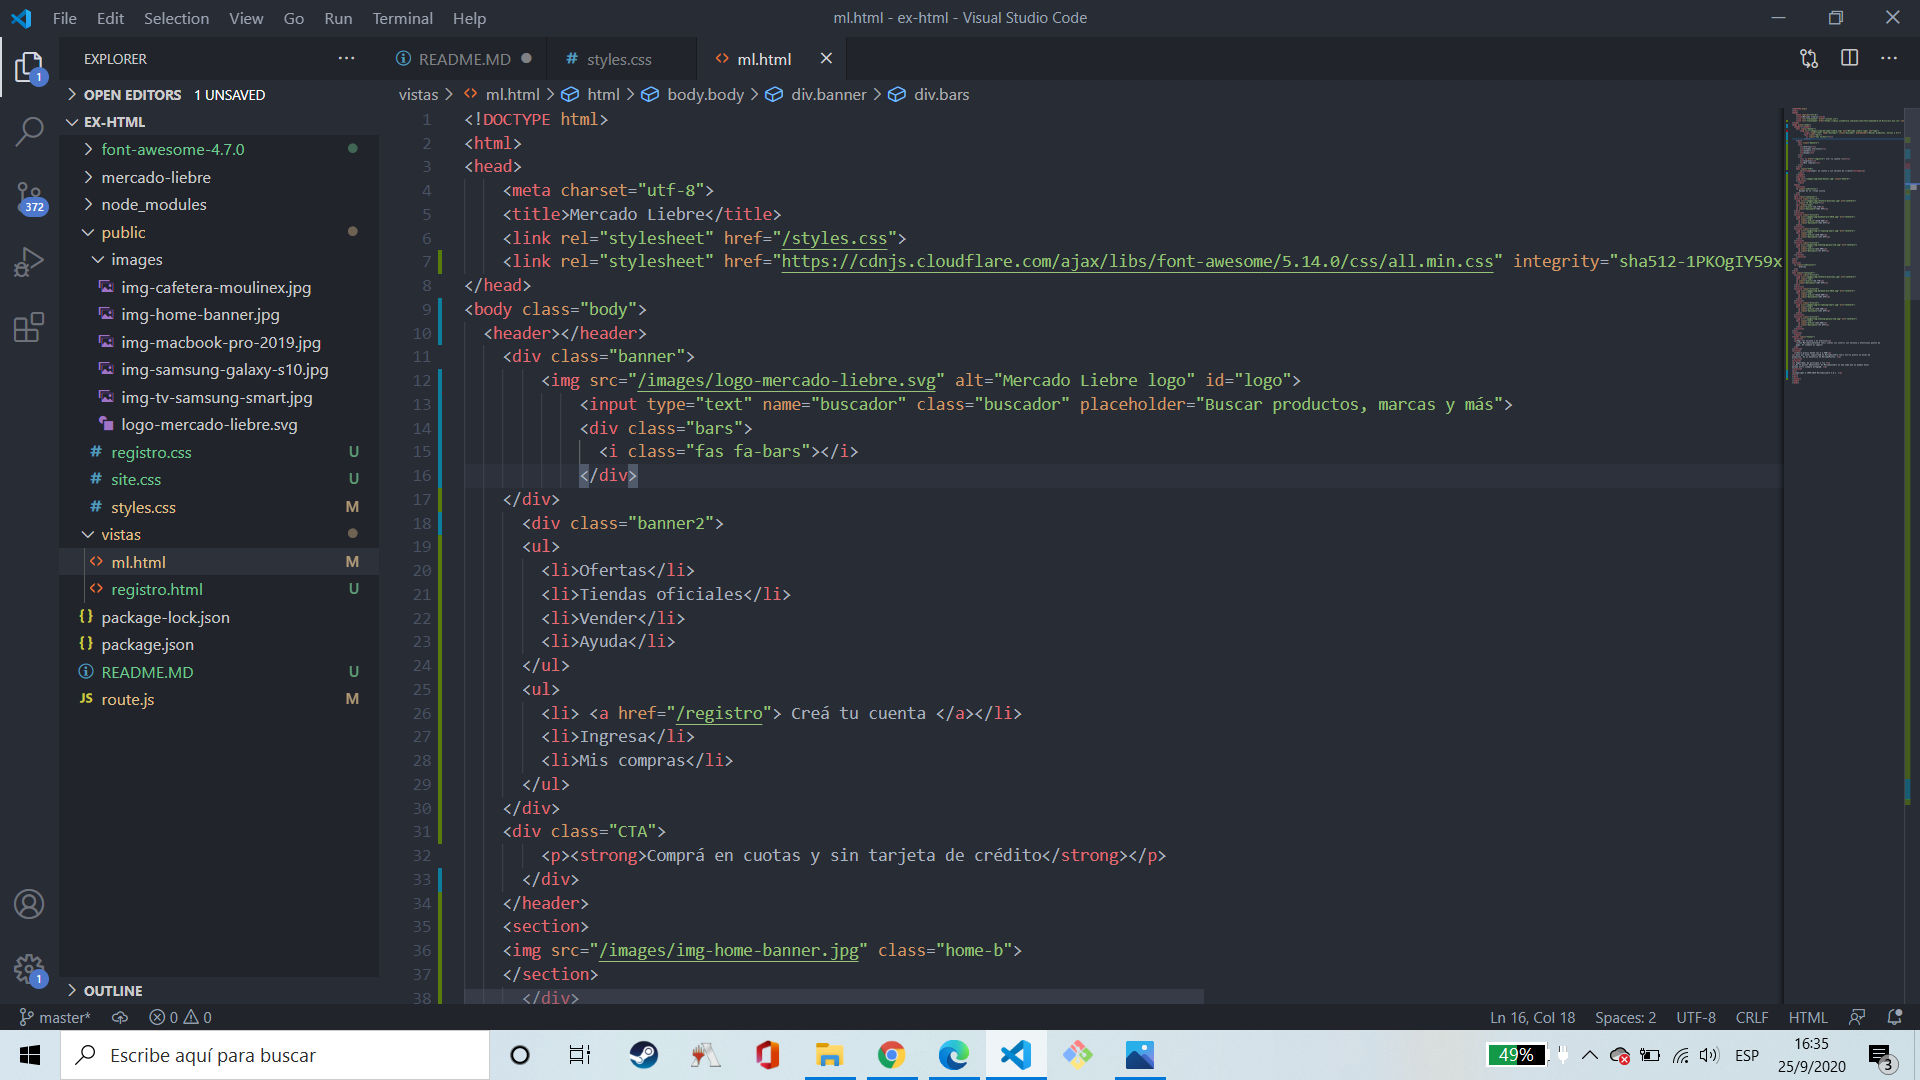 File Edit Selection View Go Run Terminal Help
ml.html - ex-html - Visual Studio Code
EXPLORER
OPEN EDITORS 1 UNSAVED
EX-HTML
font-awesome-4.7.0
mercado-liebre
node_modules
public
images
img-cafetera-moulinex.jpg
img-home-banner.jpg
img-macbook-pro-2019.jpg
img-samsung-galaxy-s10.jpg
img-tv-samsung-smart.jpg
logo-mercado-liebre.svg
registro.css U
site.css U
styles.css M
vistas
ml.html M
registro.html U
package-lock.json
package.json
README.MD U
route.js M
OUTLINE
1
372
1
README.MD
styles.css
ml.html
vistas > ml.html > html > body.body > div.banner > div.bars
1 <!DOCTYPE html>
2 <html>
3 <head>
4 <meta charset="utf-8">
5 <title>Mercado Liebre</title>
6 <link rel="stylesheet" href="/styles.css">
7 <link rel="stylesheet" href="https://cdnjs.cloudflare.com/ajax/libs/font-awesome/5.14.0/css/all.min.css" integrity="sha512-1PKOgIY59x
8 </head>
9 <body class="body">
10 <header></header>
11 <div class="banner">
12 <img src="/images/logo-mercado-liebre.svg" alt="Mercado Liebre logo" id="logo">
13 <input type="text" name="buscador" class="buscador" placeholder="Buscar productos, marcas y más">
14 <div class="bars">
15 <i class="fas fa-bars"></i>
16 </div>
17 </div>
18 <div class="banner2">
19 <ul>
20 <li>Ofertas</li>
21 <li>Tiendas oficiales</li>
22 <li>Vender</li>
23 <li>Ayuda</li>
24 </ul>
25 <ul>
26 <li> <a href="/registro"> Creá tu cuenta </a></li>
27 <li>Ingresa</li>
28 <li>Mis compras</li>
29 </ul>
30 </div>
31 <div class="CTA">
32 <p><strong>Comprá en cuotas y sin tarjeta de crédito</strong></p>
33 </div>
34 </header>
35 <section>
36 <img src="/images/img-home-banner.jpg" class="home-b">
37 </section>
38 </div>
master* 0 0
Ln 16, Col 18 Spaces: 2 UTF-8 CRLF HTML
Escribe aquí para buscar
49%
ESP
16:35
25/9/2020
3